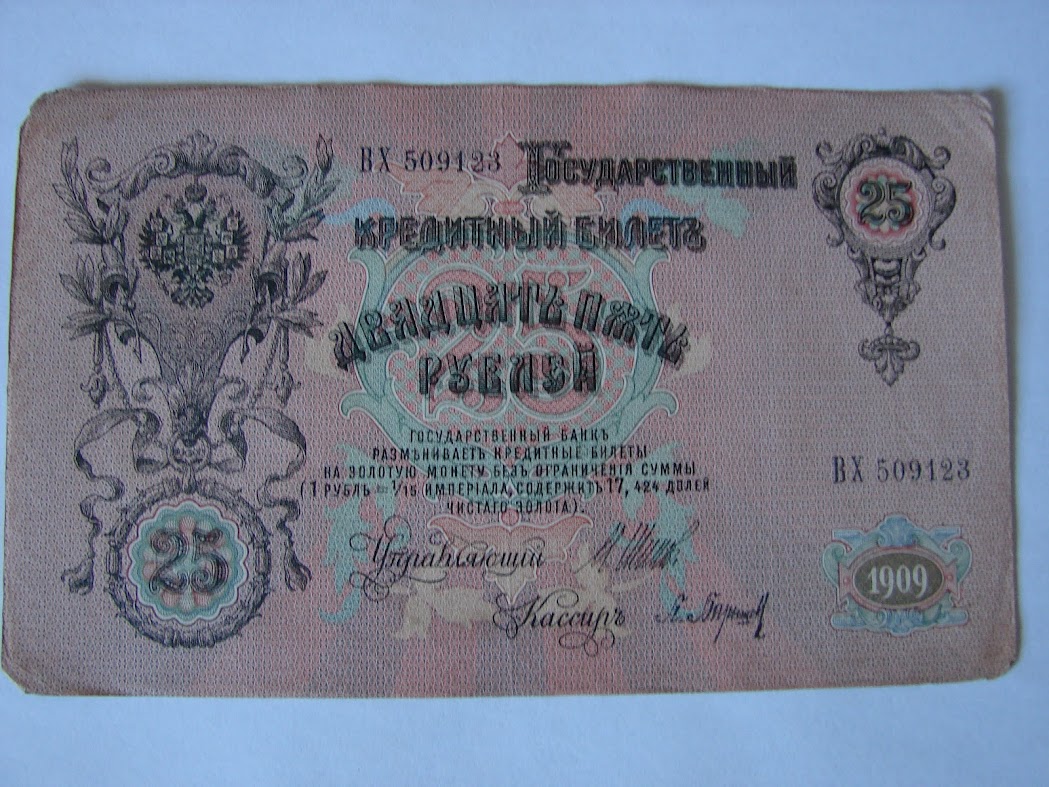 ВХ 509123
Государственный
Кредитный Билетъ
Двадцать пять
рублей
Государственный Банкъ
размѣниваетъ кредитные билеты
на золотую монету безъ ограниченія суммы
(1 рубль = 1/15 имперіала, содержитъ 17,424 долей
чистаго золота).
Управляющій
Кассиръ
25
25
25
ВХ 509123
1909